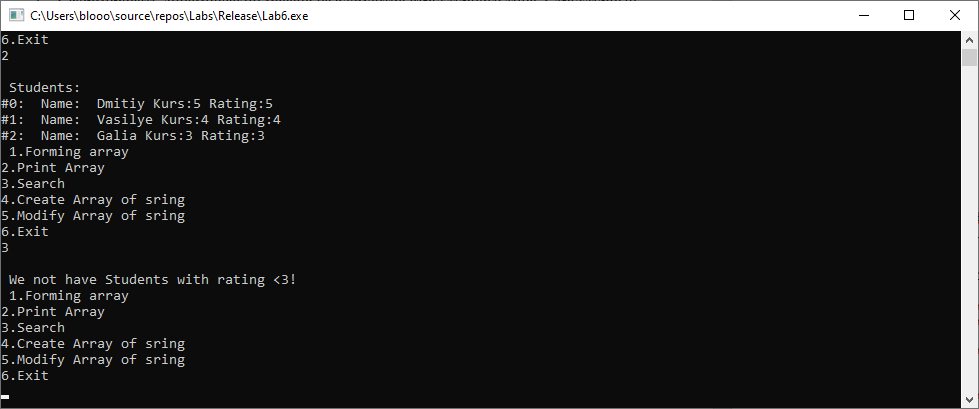 C:\Users\blooo\source\repos\Labs\Release\Lab6.exe
6.Exit
2
Students:
#0:  Name:  Dmitiy Kurs:5 Rating:5
#1:  Name:  Vasilye Kurs:4 Rating:4
#2:  Name:  Galia Kurs:3 Rating:3
1.Forming array
2.Print Array
3.Search
4.Create Array of sring
5.Modify Array of sring
6.Exit
3
We not have Students with rating <3!
1.Forming array
2.Print Array
3.Search
4.Create Array of sring
5.Modify Array of sring
6.Exit